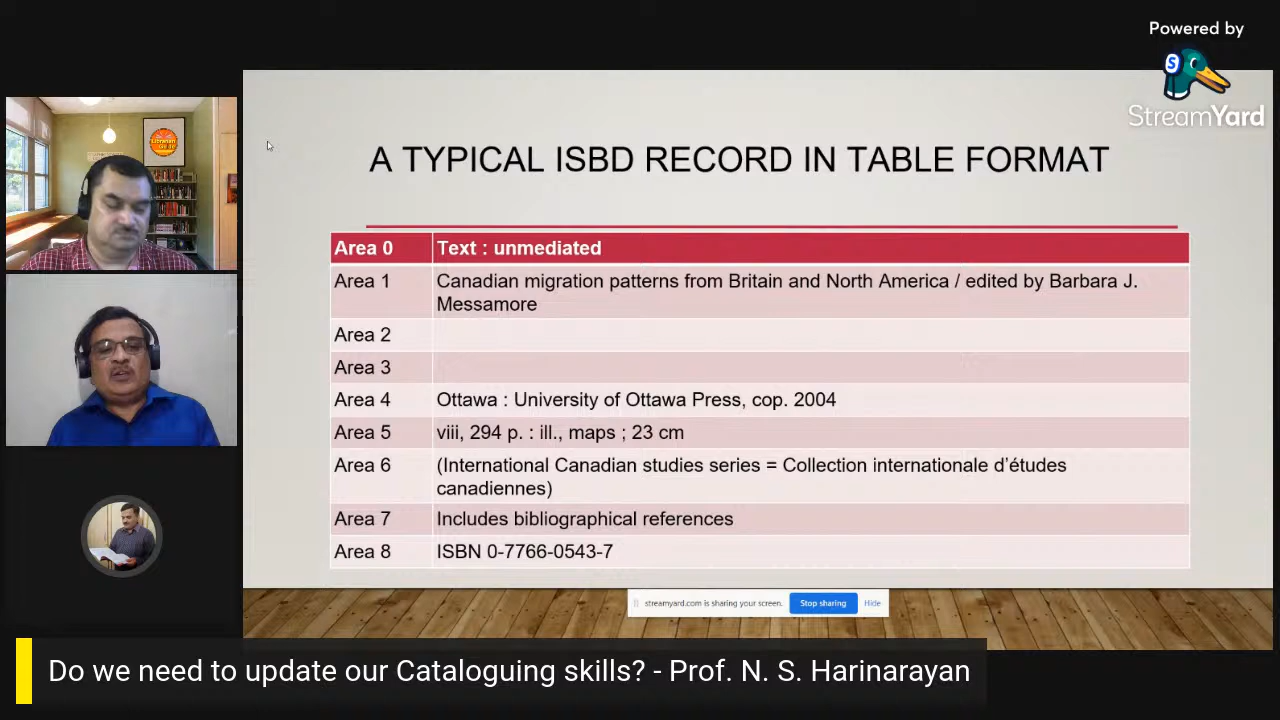 Powered by
StreamYard
A TYPICAL ISBD RECORD IN TABLE FORMAT
Area 0 Text : unmediated
Area 1 Canadian migration patterns from Britain and North America / edited by Barbara J.
Messamore
Area 2
Area 3
Area 4 Ottawa : University of Ottawa Press, cop. 2004
Area 5 viii, 294 p. : ill., maps ; 23 cm
Area 6 (International Canadian studies series = Collection internationale d’études
canadiennes)
Area 7 Includes bibliographical references
Area 8 ISBN 0-7766-0543-7
streamyard.com is sharing your screen. Stop sharing Hide
Do we need to update our Cataloguing skills? - Prof. N. S. Harinarayan